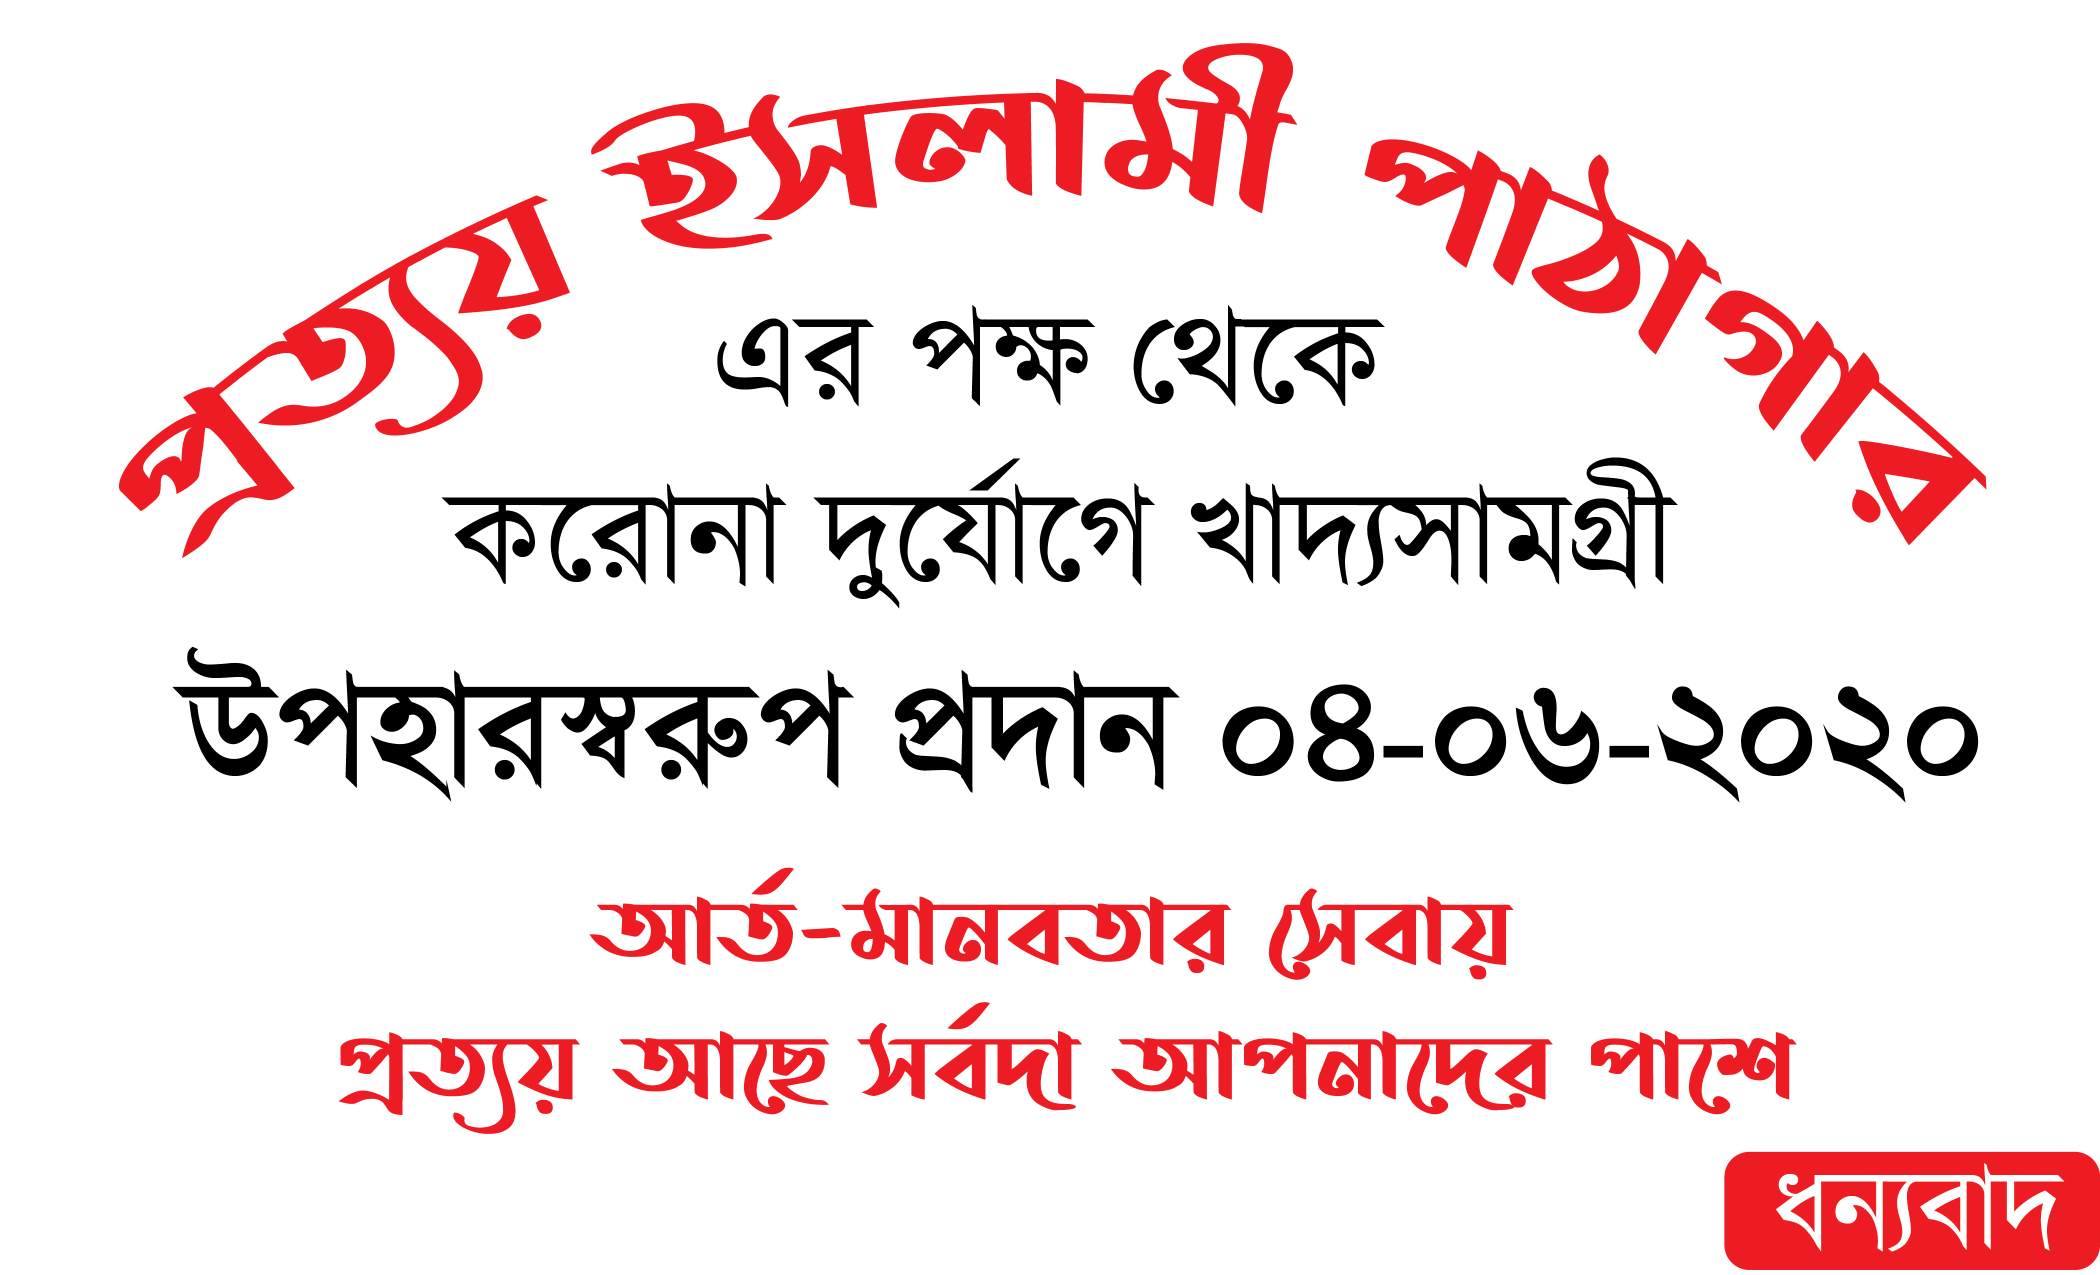 প্রত্যয় ইসলামী পাঠাগার
এর পক্ষ থেকে
করোনা দুর্যোগে খাদ্যসামগ্রী
উপহারস্বরুপ প্রদান ০৪-০৬-২০২০
আর্ত-মানবতার সেবায়
প্রত্যয় আছে সর্বদা আপনাদের পাশে
ধন্যবাদ